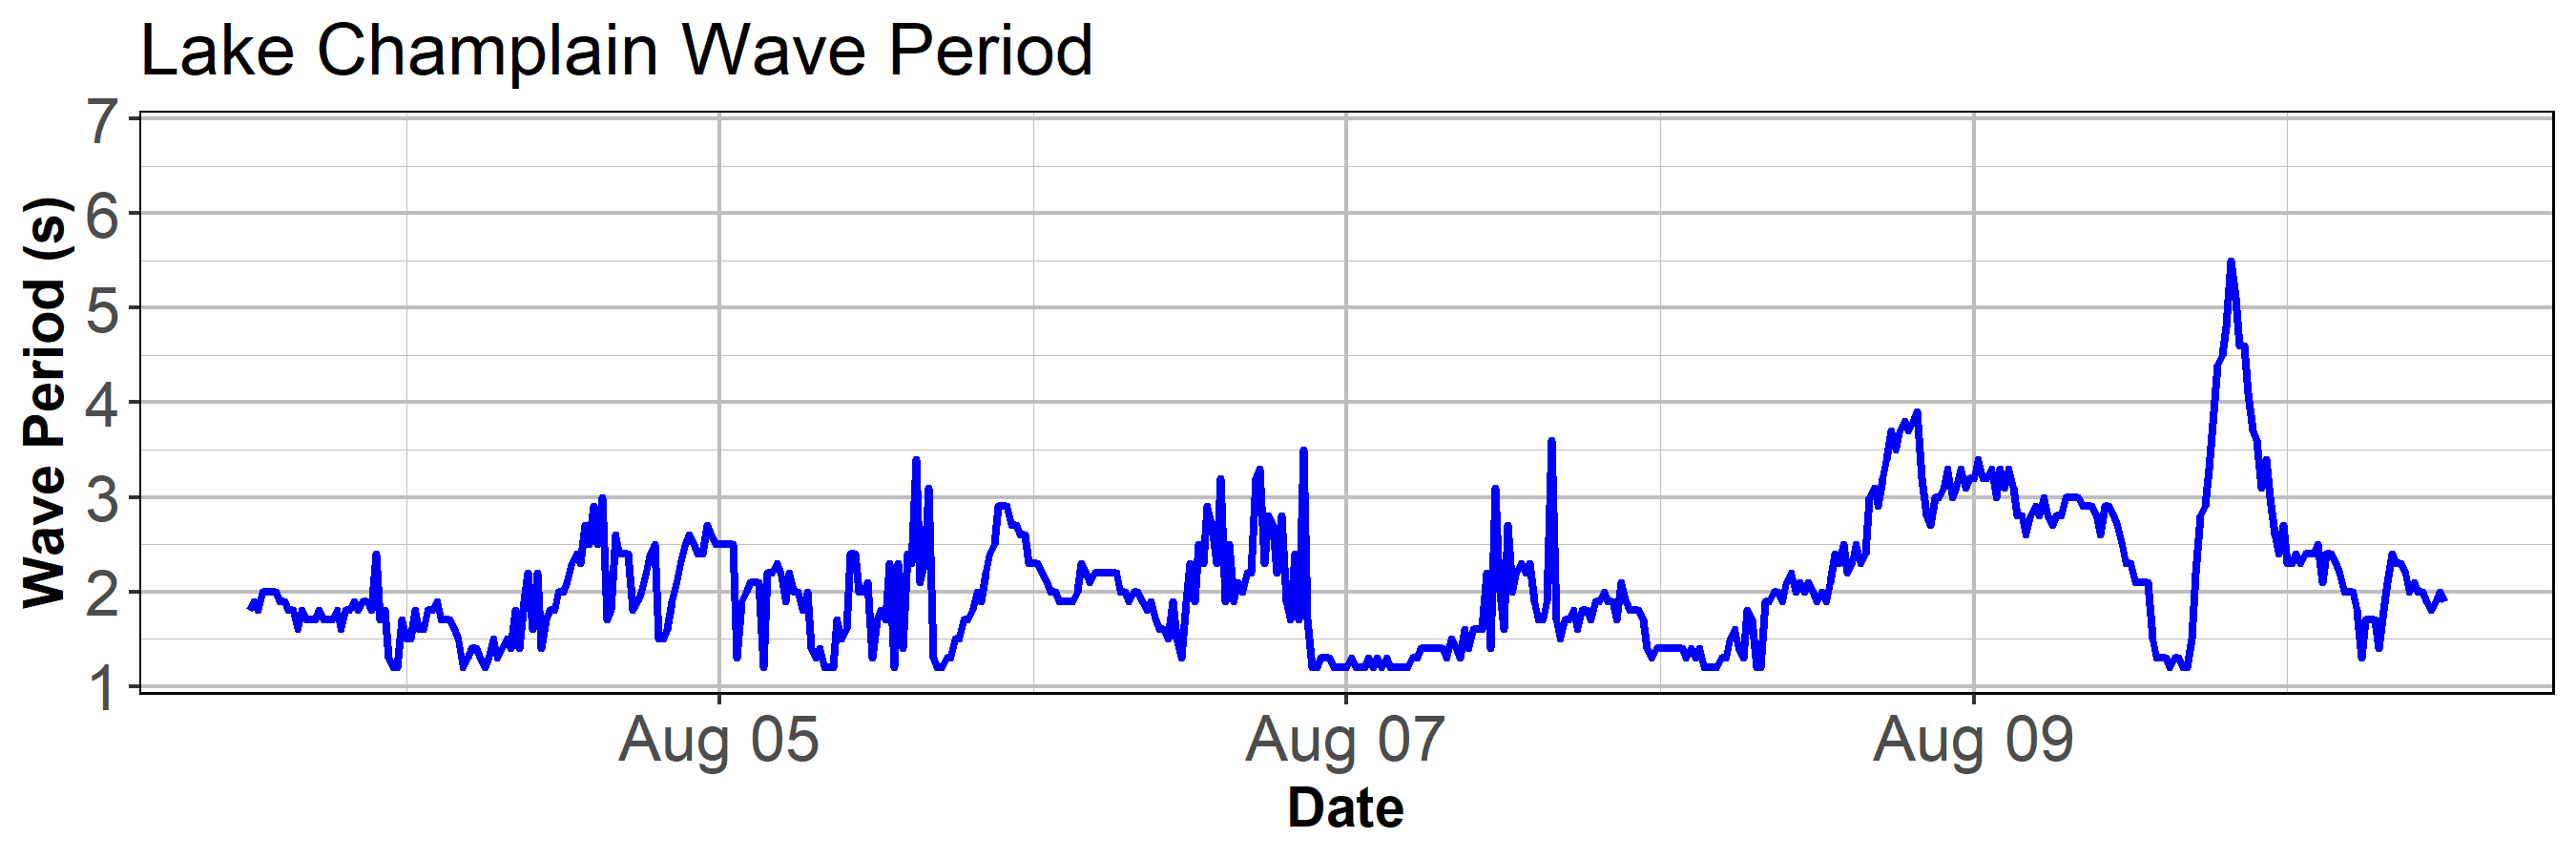 Lake Champlain Wave Period
Wave Period (s)
7
6
5
4
3
2
1
Aug 05
Aug 07
Aug 09
Date